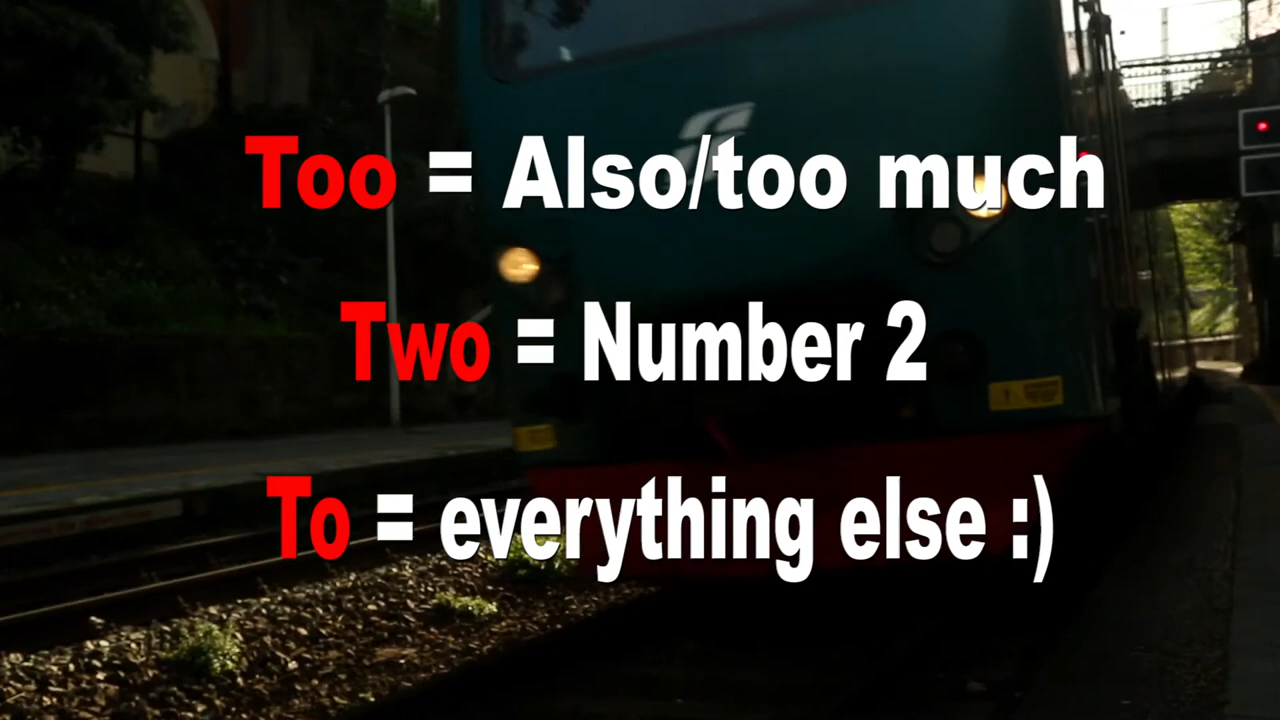 Too = Also/too much
Two = Number 2
To = everything else :)